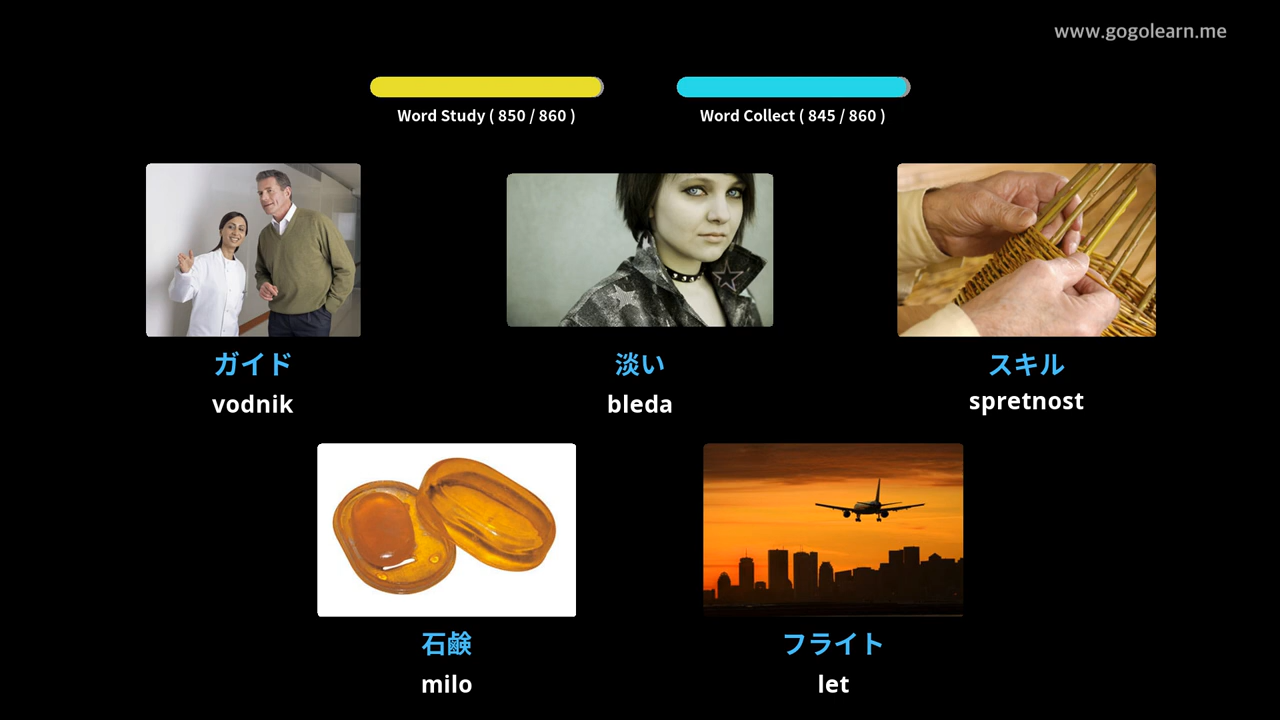 www.gogolearn.me
Word Study ( 850 / 860 )
Word Collect ( 845 / 860 )
ガイド
vodnik
淡い
bleda
スキル
spretnost
石鹸
milo
フライト
let